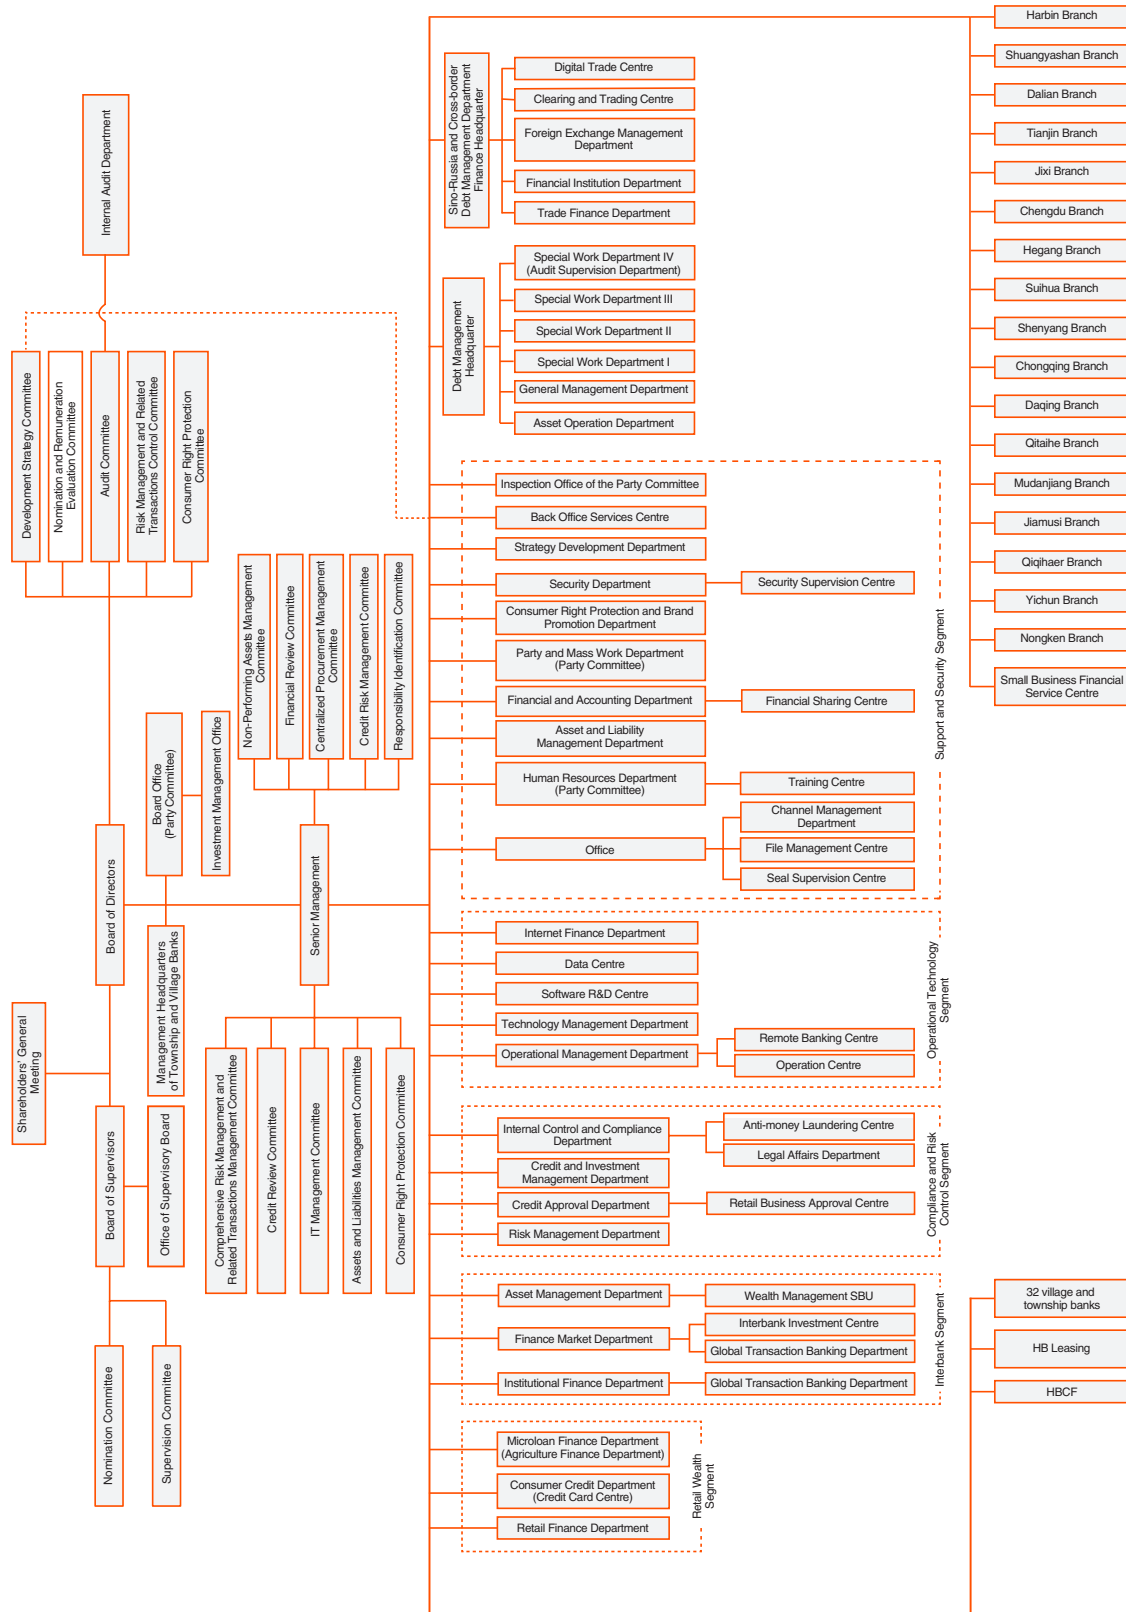 Shareholders' General
Meeting
Board of Supervisors
Board of Directors
Nomination Committee
Supervision Committee
Office of Supervisory Board
Management Headquarters
of Township and Village Banks
Board Office
(Party Committee)
Investment Management Office
Development Strategy Committee
Nomination and Remuneration
Evaluation Committee
Audit Committee
Risk Management and Related
Transactions Control Committee
Consumer Right Protection
Committee
Internal Audit Department
Senior Management
Comprehensive Risk Management and
Related Transactions Management Committee
Credit Review Committee
IT Management Committee
Assets and Liabilities Management Committee
Consumer Right Protection Committee
Non-Performing Assets Management
Committee
Financial Review Committee
Centralized Procurement Management
Committee
Credit Risk Management Committee
Responsibility Identification Committee
Sino-Russia and Cross-border
Debt Management Department
Finance Headquarter
Digital Trade Centre
Clearing and Trading Centre
Foreign Exchange Management
Department
Financial Institution Department
Trade Finance Department
Debt Management
Headquarter
Special Work Department IV
(Audit Supervision Department)
Special Work Department III
Special Work Department II
Special Work Department I
General Management Department
Asset Operation Department
Support and Security Segment
Inspection Office of the Party Committee
Back Office Services Centre
Strategy Development Department
Security Department
Security Supervision Centre
Consumer Right Protection and Brand
Promotion Department
Party and Mass Work Department
(Party Committee)
Financial and Accounting Department
Financial Sharing Centre
Asset and Liability
Management Department
Human Resources Department
(Party Committee)
Training Centre
Office
Channel Management
Department
File Management Centre
Seal Supervision Centre
Operational Technology
Segment
Internet Finance Department
Data Centre
Software R&D Centre
Technology Management Department
Operational Management Department
Remote Banking Centre
Operation Centre
Compliance and Risk
Control Segment
Internal Control and Compliance
Department
Anti-money Laundering Centre
Legal Affairs Department
Credit and Investment
Management Department
Credit Approval Department
Retail Business Approval Centre
Risk Management Department
Interbank Segment
Asset Management Department
Wealth Management SBU
Finance Market Department
Interbank Investment Centre
Global Transaction Banking Department
Institutional Finance Department
Global Transaction Banking Department
Retail Wealth
Segment
Microloan Finance Department
(Agriculture Finance Department)
Consumer Credit Department
(Credit Card Centre)
Retail Finance Department
Harbin Branch
Shuangyashan Branch
Dalian Branch
Tianjin Branch
Jixi Branch
Chengdu Branch
Hegang Branch
Suihua Branch
Shenyang Branch
Chongqing Branch
Daqing Branch
Qitaihe Branch
Mudanjiang Branch
Jiamusi Branch
Qiqihaer Branch
Yichun Branch
Nongken Branch
Small Business Financial
Service Centre
32 village and
township banks
HB Leasing
HBCF